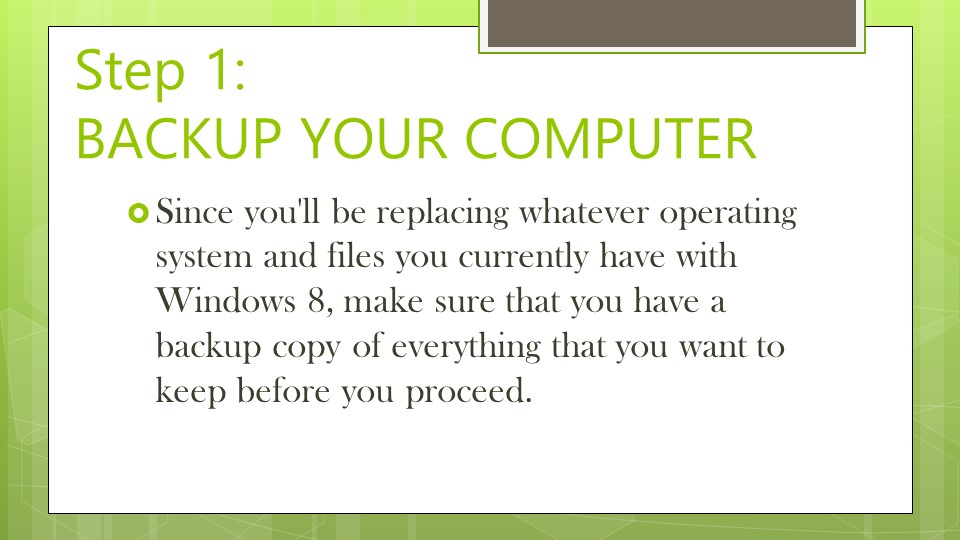 Step 1:
BACKUP YOUR COMPUTER
Since you'll be replacing whatever operating
system and files you currently have with
Windows 8, make sure that you have a
backup copy of everything that you want to
keep before you proceed.